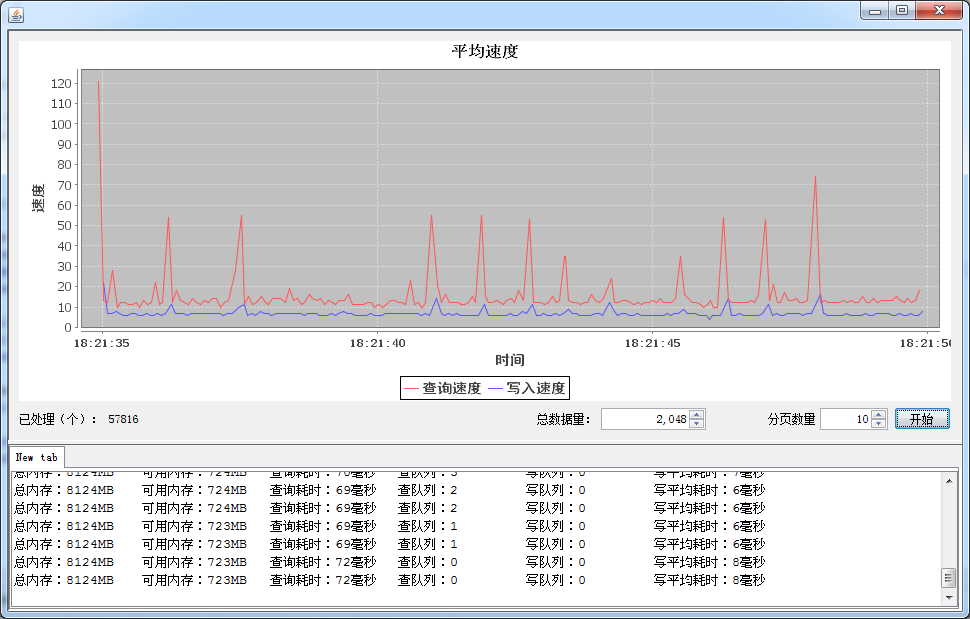 平均速度
速度
120
110
100
90
80
70
60
50
40
30
20
10
0
18:21:35 18:21:40 18:21:45 18:21:50
时间
查询速度 写入速度
已处理（个）： 57816 总数据量： 2,048 分页数量 10 开始
New tab
总内存：8124MB 可用内存：724MB 查询耗时：70毫秒 查队列：3 写队列：0 写平均耗时：7毫秒
总内存：8124MB 可用内存：724MB 查询耗时：69毫秒 查队列：2 写队列：0 写平均耗时：6毫秒
总内存：8124MB 可用内存：724MB 查询耗时：69毫秒 查队列：2 写队列：0 写平均耗时：6毫秒
总内存：8124MB 可用内存：723MB 查询耗时：69毫秒 查队列：1 写队列：0 写平均耗时：6毫秒
总内存：8124MB 可用内存：723MB 查询耗时：69毫秒 查队列：1 写队列：0 写平均耗时：6毫秒
总内存：8124MB 可用内存：723MB 查询耗时：72毫秒 查队列：0 写队列：0 写平均耗时：8毫秒
总内存：8124MB 可用内存：723MB 查询耗时：72毫秒 查队列：0 写队列：0 写平均耗时：8毫秒